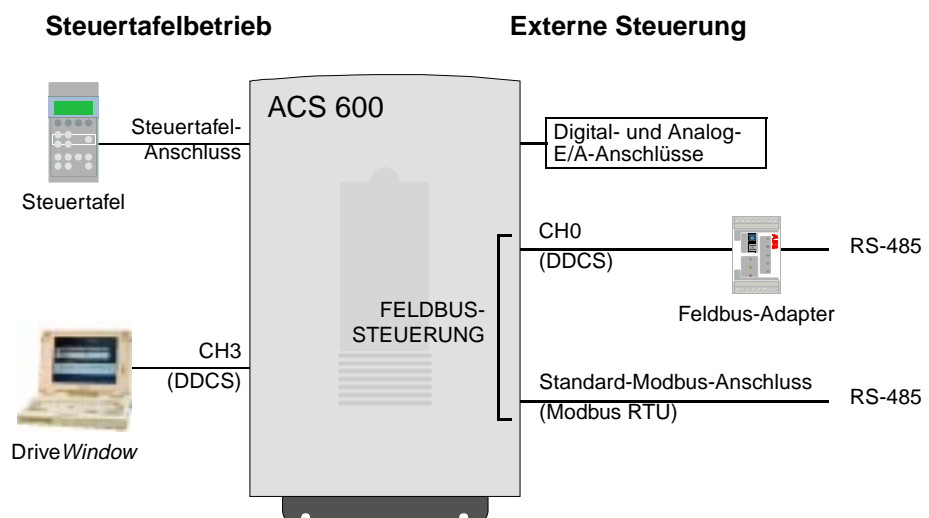 Steuertafelbetrieb
Externe Steuerung
ACS 600
Steuertafel-
Anschluss
Steuertafel
Digital- und Analog-
E/A-Anschlüsse
CH0
(DDCS)
ABB
RS-485
Feldbus-Adapter
FELDBUS-
STEUERUNG
CH3
(DDCS)
DriveWindow
Standard-Modbus-Anschluss
(Modbus RTU)
RS-485